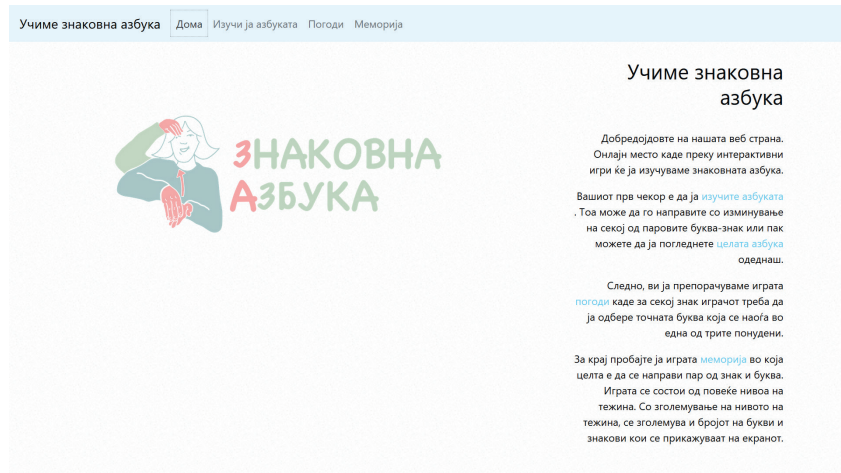 Учиме знаковна азбука Дома Изучи ја азбуката Погоди Меморија
ЗНАКОВНА
АЗБУКА
Учиме знаковна
азбука
Добредојдовте на нашата веб страна.
Онлајн место каде преку интерактивни
игри ќе ја изучуваме знаковната азбука.
Вашиот прв чекор е да ја изучите азбуката
. Тоа може да го направите со изминување
на секој од паровите буква-знак или пак
можете да ја погледнете целата азбука
одеднаш.
Следно, ви ја препорачуваме играта
погоди каде за секој знак играчот треба да
ја одбере точната буква која се наоѓа во
една од трите понудени.
За крај пробајте ја играта меморија во која
целта е да се направи пар од знак и буква.
Играта се состои од повеќе нивоа на
тежина. Со зголемување на нивото на
тежина, се зголемува и бројот на букви и
знакови кои се прикажуваат на екранот.